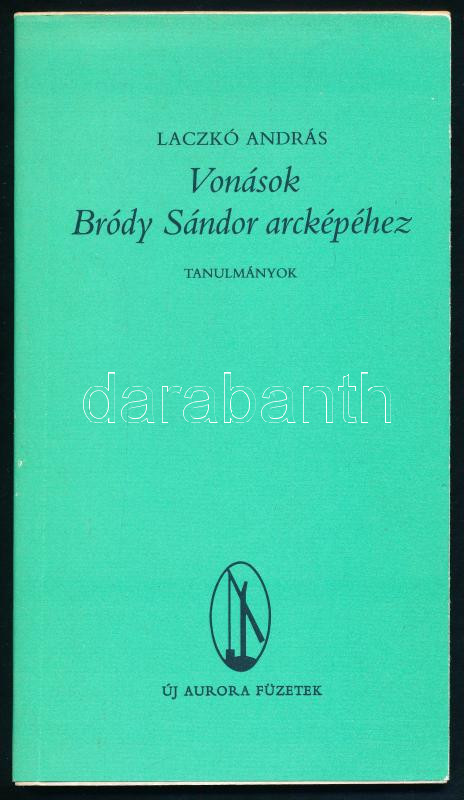 LACZKÓ ANDRÁS
Vonások
Bródy Sándor arcképéhez
TANULMÁNYOK
darabanth
ÚJ AURORA FÜZETEK